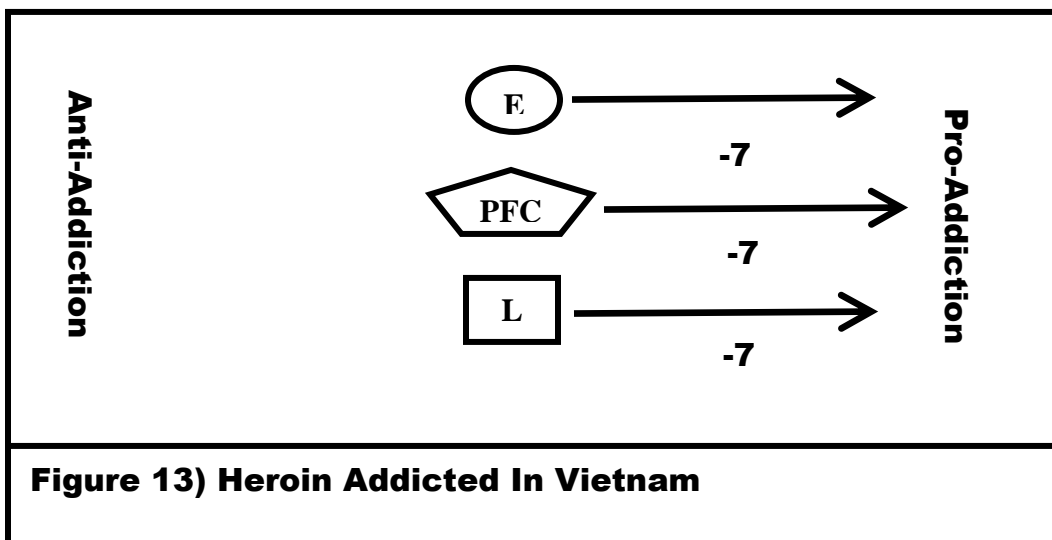 Anti-Addiction
E
-7
PFC
-7
L
-7
Pro-Addiction
Figure 13) Heroin Addicted In Vietnam